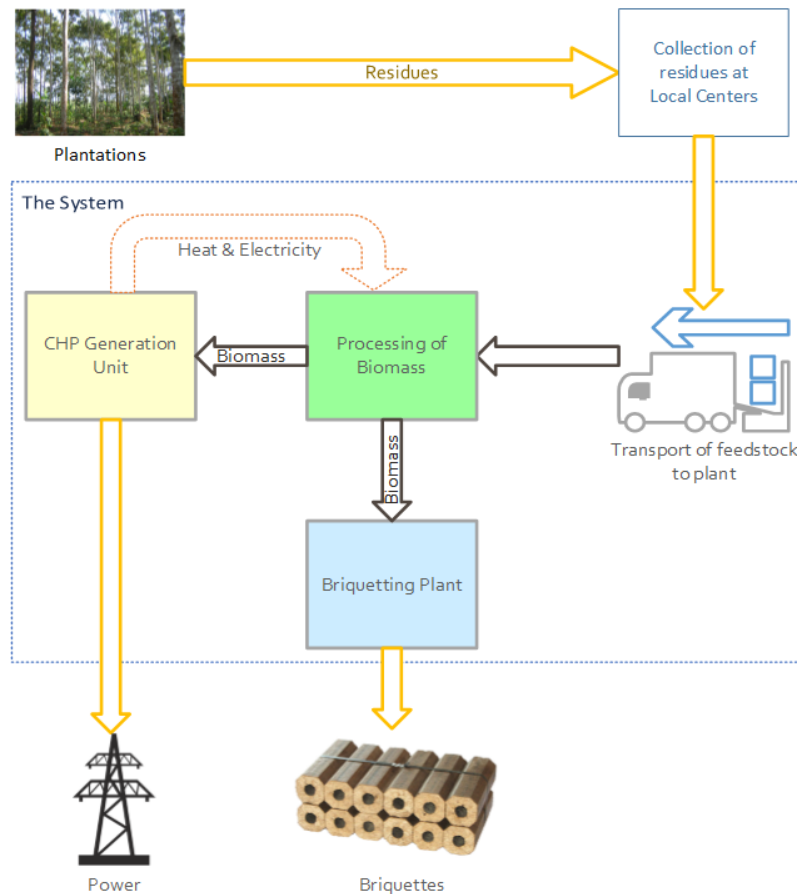 Residues
Collection of
residues at
Local Centers
Plantations
The System
Heat & Electricity
CHP Generation
Unit
Biomass
Processing of
Biomass
Transport of feedstock
to plant
Biomass
Briquetting Plant
Power
Briquettes